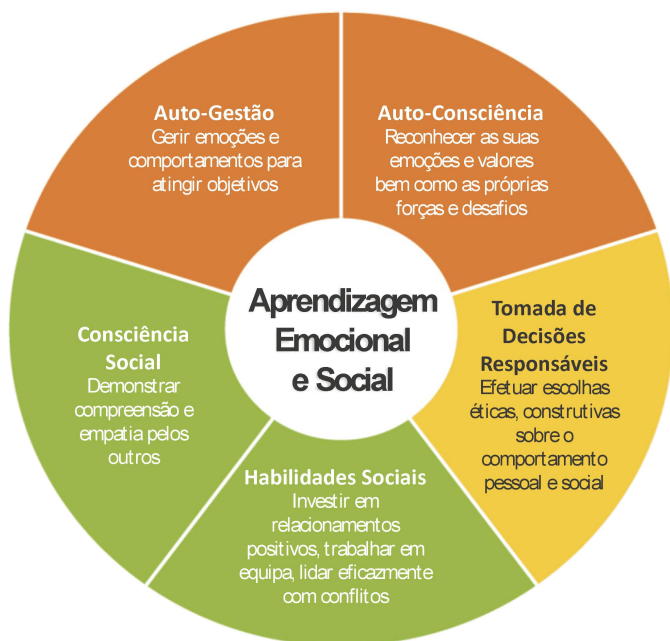 Auto-Gestão
Gerir emoções e
comportamentos para
atingir objetivos
Auto-Consciência
Reconhecer as suas
emoções e valores
bem como as próprias
forças e desafios
Aprendizagem
Emocional
e Social
Tomada de
Decisões
Responsáveis
Efetuar escolhas
éticas, construtivas
sobre o
comportamento
pessoal e social
Consciência
Social
Demonstrar
compreensão e
empatia pelos
outros
Habilidades Sociais
Investir em
relacionamentos
positivos, trabalhar em
equipa, lidar eficazmente
com conflitos